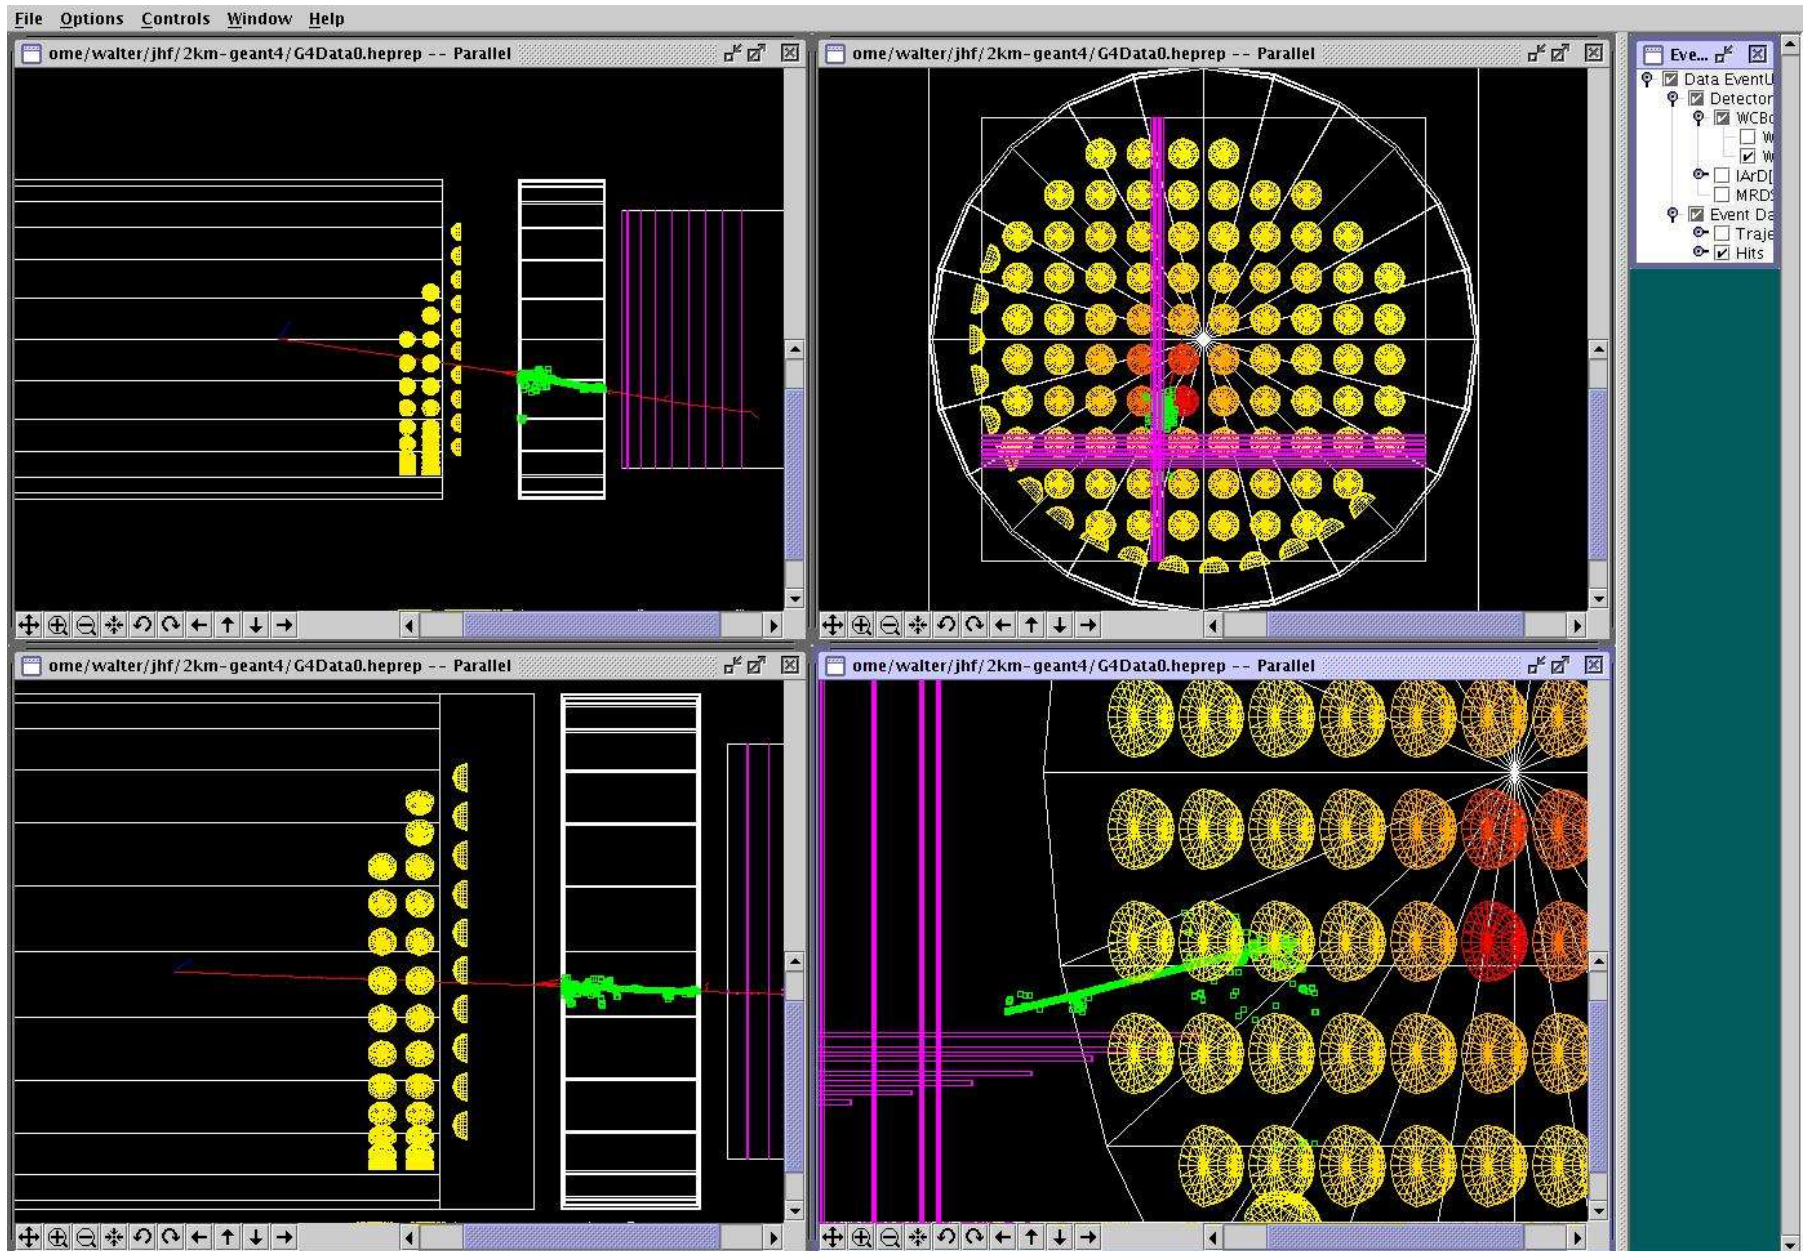 File Options Controls Window Help
ome/walter/jhf/2km-geant4/G4Data0.heprep -- Parallel
ome/walter/jhf/2km-geant4/G4Data0.heprep -- Parallel
Eve...
Data EventU
Detector
WCBo
W
W
lArD[
MRDS
Event Da
Traje
Hits
ome/walter/jhf/2km-geant4/G4Data0.heprep -- Parallel
ome/walter/jhf/2km-geant4/G4Data0.heprep -- Parallel